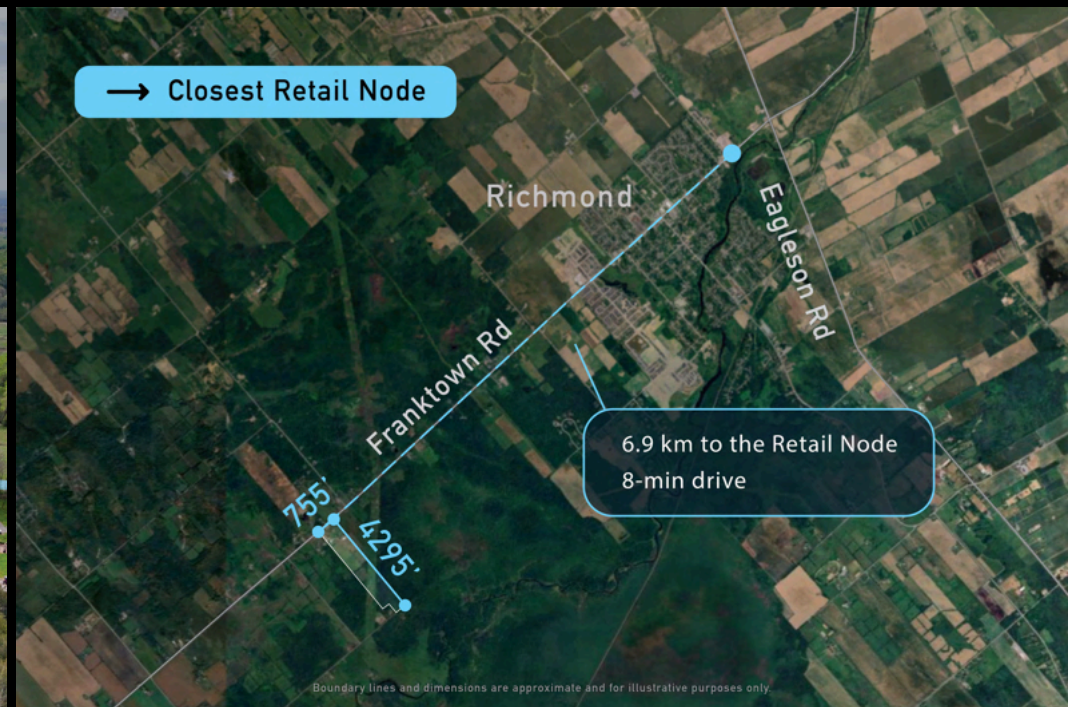 → Closest Retail Node
Richmond
Eagleson Rd
Franktown Rd
6.9 km to the Retail Node
8-min drive
755'
4295'
Boundary lines and dimensions are approximate and for illustrative purposes only.